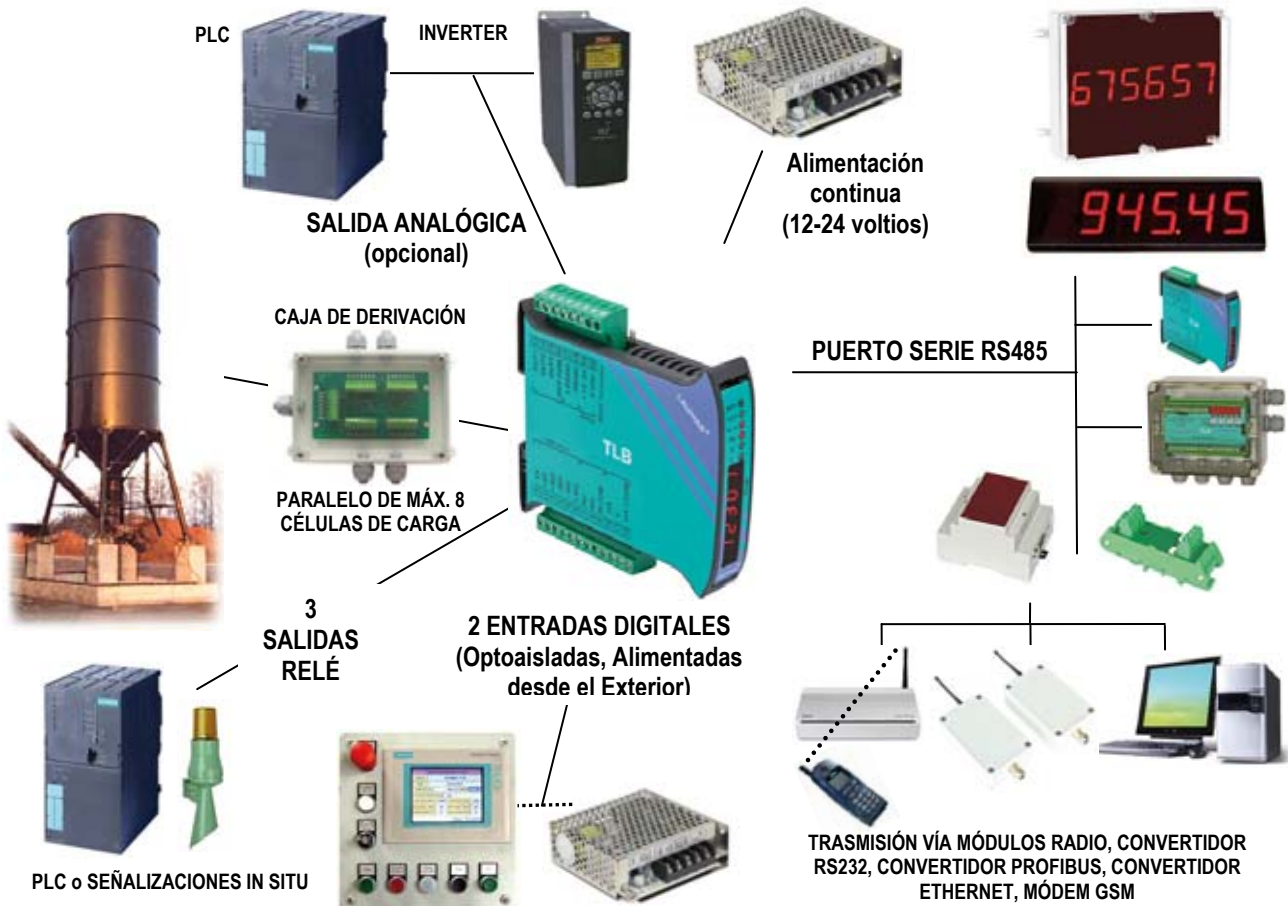 PLC
INVERTER
675657
Alimentación
continua
(12-24 voltios)
945.45
SALIDA ANALÓGICA
(opcional)
CAJA DE DERIVACIÓN
PUERTO SERIE RS485
TLB
PARALELO DE MÁX. 8
CÉLULAS DE CARGA
3
SALIDAS
RELÉ
2 ENTRADAS DIGITALES
(Optoaisladas, Alimentadas
desde el Exterior)
PLC o SEÑALIZACIONES IN SITU
TRASMISIÓN VÍA MÓDULOS RADIO, CONVERTIDOR
RS232, CONVERTIDOR PROFIBUS, CONVERTIDOR
ETHERNET, MÓDEM GSM